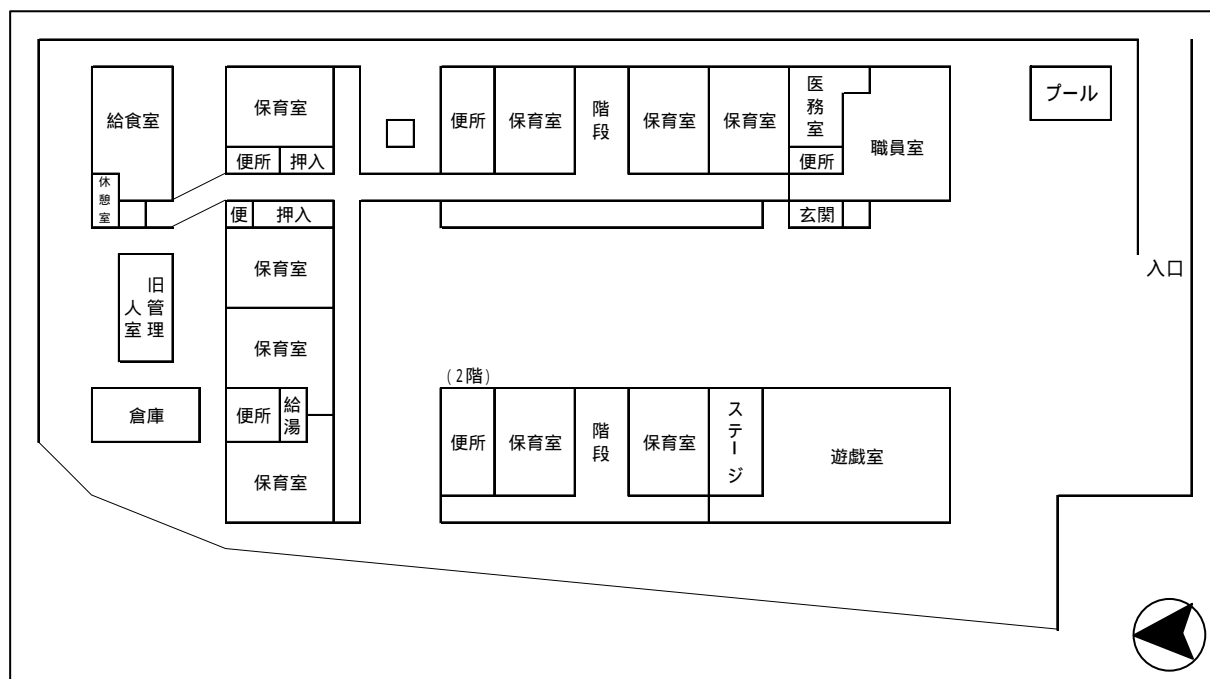 給食室
保育室
便所
保育室
階段
保育室
保育室
医務室
職員室
プール
便所
押入
便所
休憩室
便
押入
玄関
保育室
入口
旧管理人室
保育室
(2階)
倉庫
便所
給湯
便所
保育室
階段
保育室
ステージ
遊戯室
保育室